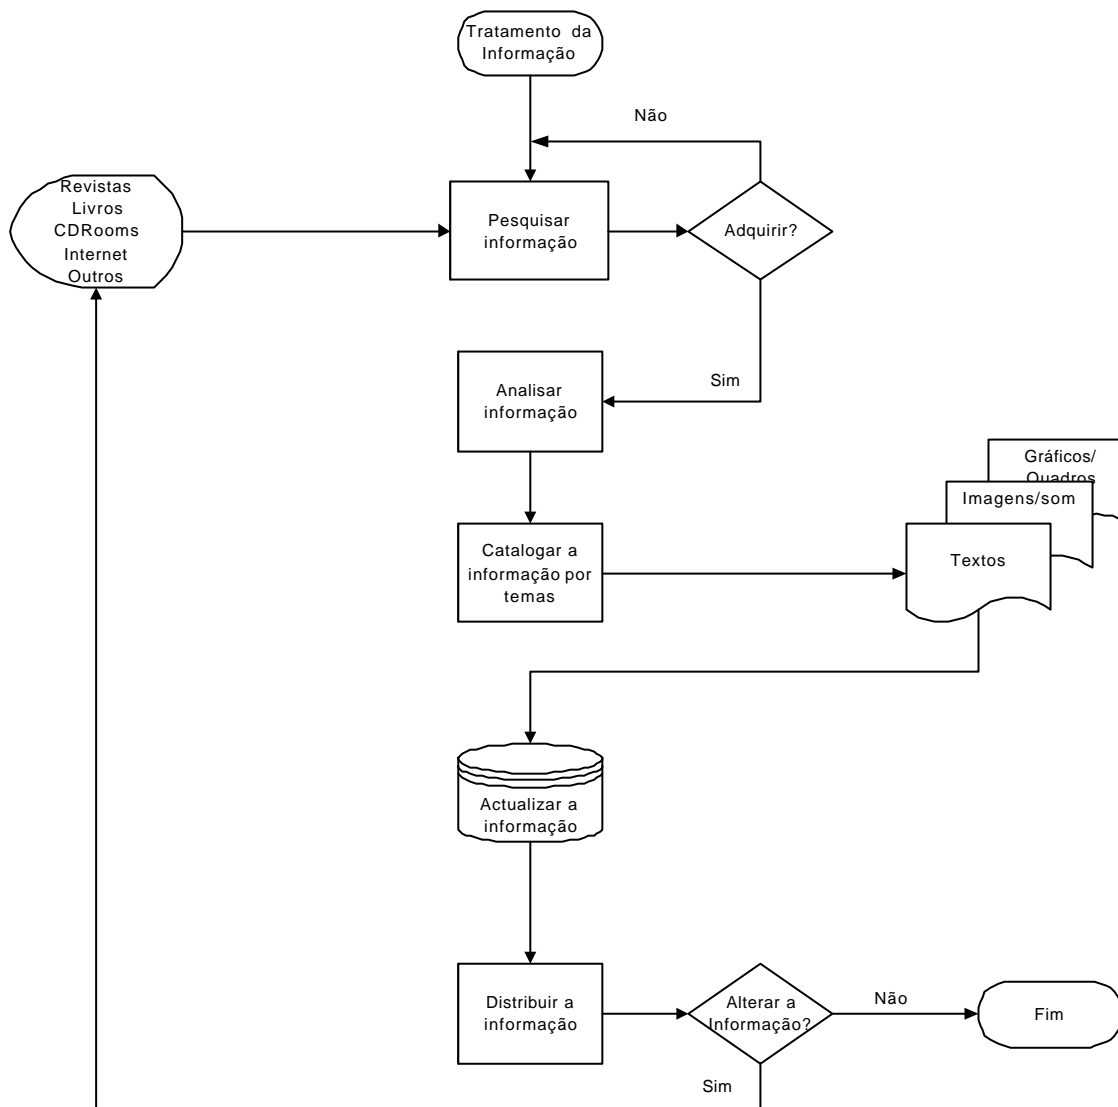 Tratamento da
Informação
Não
Revistas
Livros
CDRooms
Internet
Outros
Pesquisar
informação
Adquirir?
Analisar
informação
Sim
Gráficos/
Quadros
Imagens/som
Textos
Catalogar a
informação por
temas
Actualizar a
informação
Distribuir a
informação
Alterar a
Informação?
Não
Fim
Sim